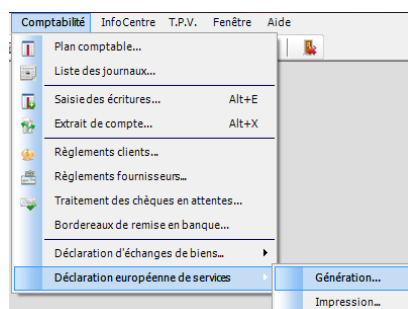 Comptabilité InfoCentre T.P.V. Fenêtre Aide
Plan comptable...
Liste des journaux...
Saisie des écritures... Alt+E
Extrait de compte... Alt+X
Règlements clients...
Règlements fournisseurs...
Traitement des chèques en attentes...
Bordereaux de remise en banque...
Déclaration d'échanges de biens...
Déclaration européenne de services Génération...
Impression...